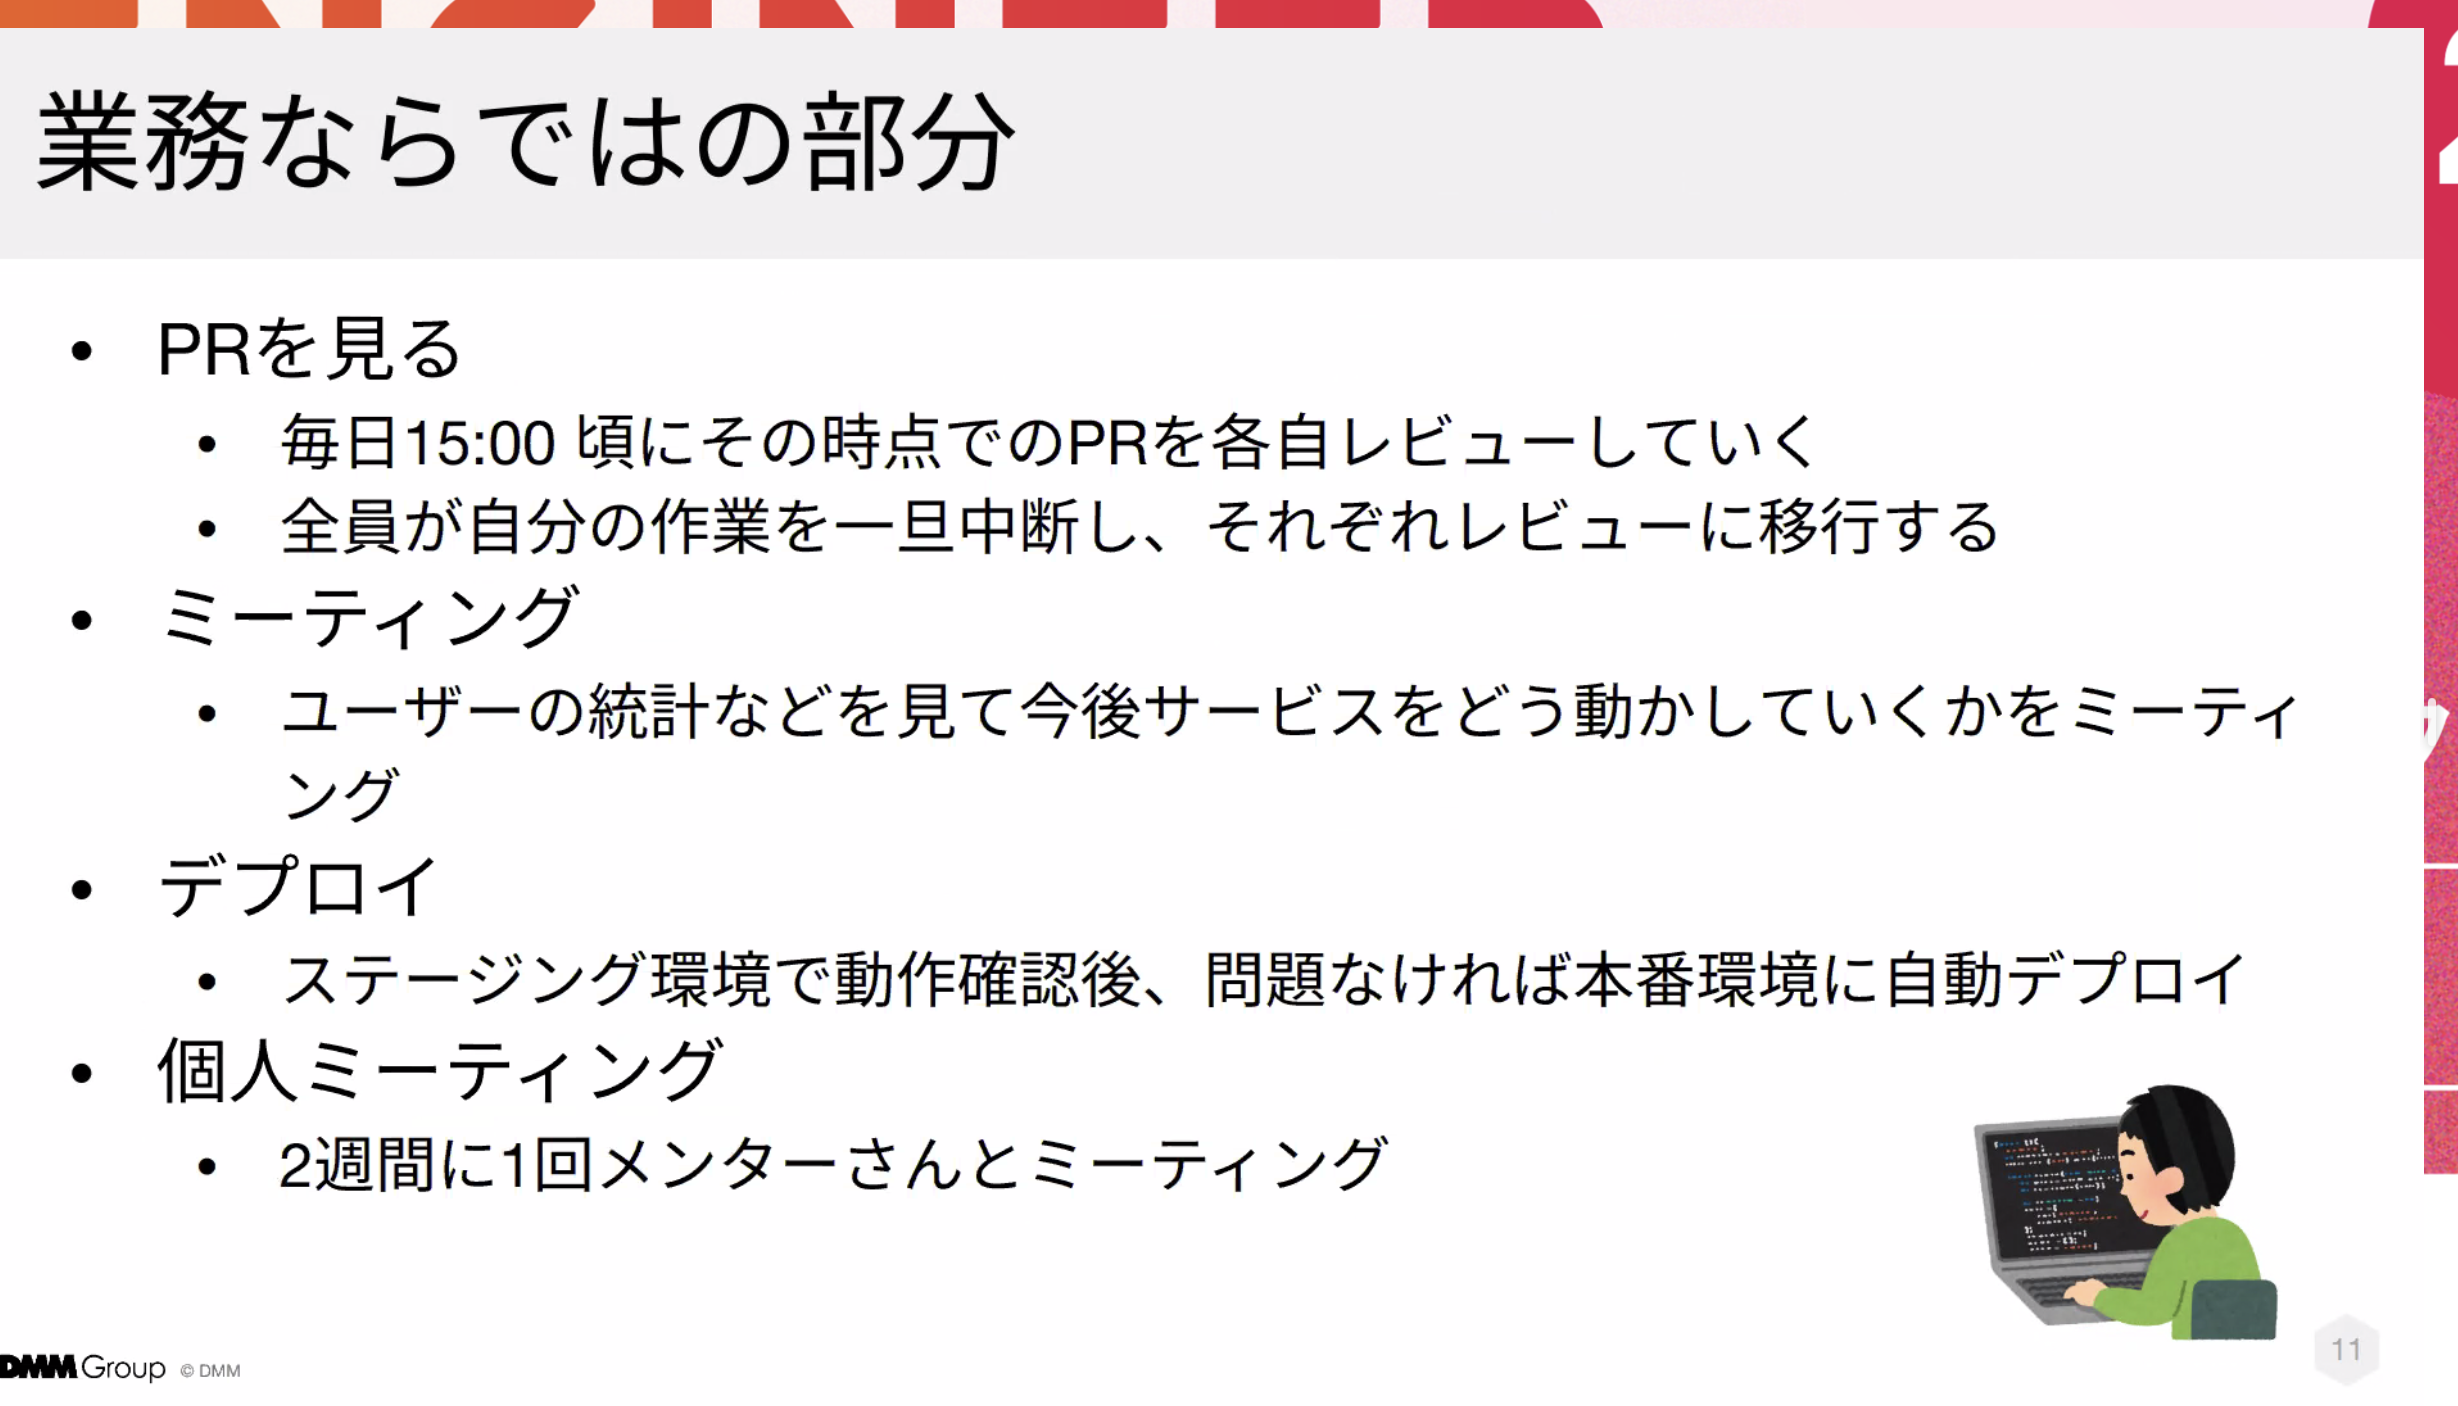 業務ならではの部分
• PRを見る
• 毎日15:00 頃にその時点でのPRを各自レビューしていく
• 全員が自分の作業を一旦中断し、それぞれレビューに移行する
• ミーティング
• ユーザーの統計などを見て今後サービスをどう動かしていくかをミーティ
ング
• デプロイ
• ステージング環境で動作確認後、問題なければ本番環境に自動デプロイ
• 個人ミーティング
• 2週間に1回メンターさんとミーティング
DMM Group © DMM
11